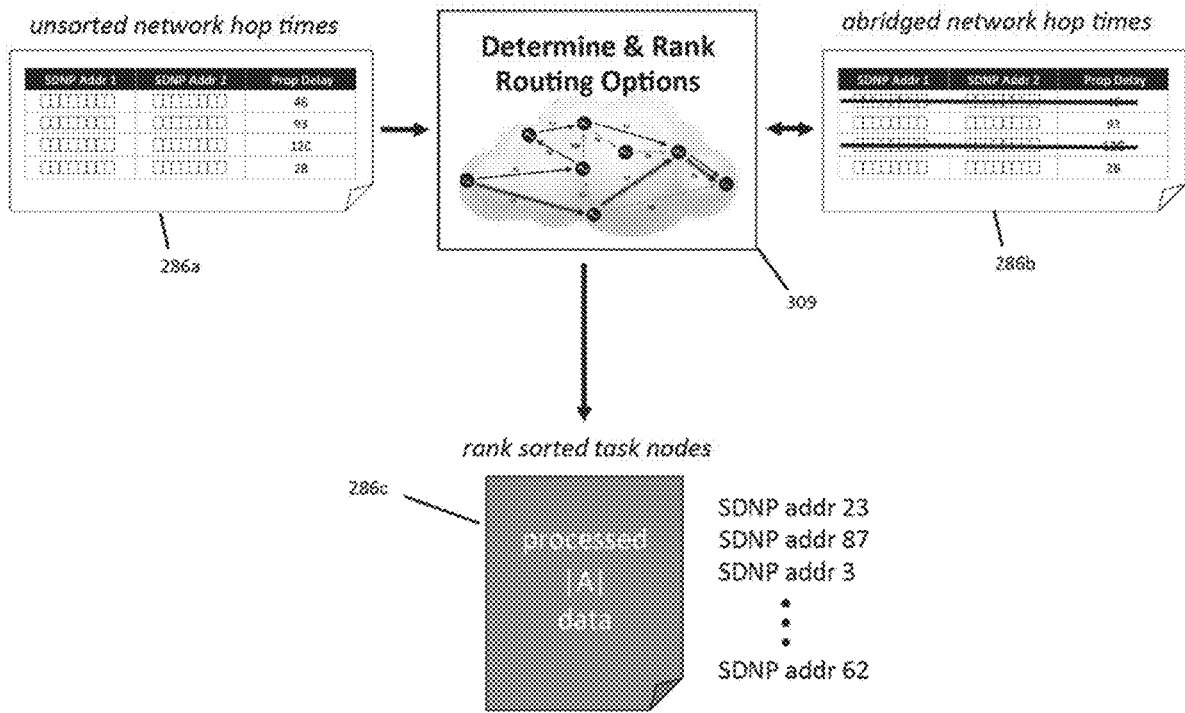 unsorted network hop times
SDNP Addr 1 SDNP Addr 2 Prop Delay
46
93
12C
28
286a
Determine & Rank
Routing Options
309
abridged network hop times
SDNP Addr 1 SDNP Addr 2 Prop Delay
93
26
286b
rank sorted task nodes
286c
processed
[A]
data
SDNP addr 23
SDNP addr 87
SDNP addr 3
SDNP addr 62